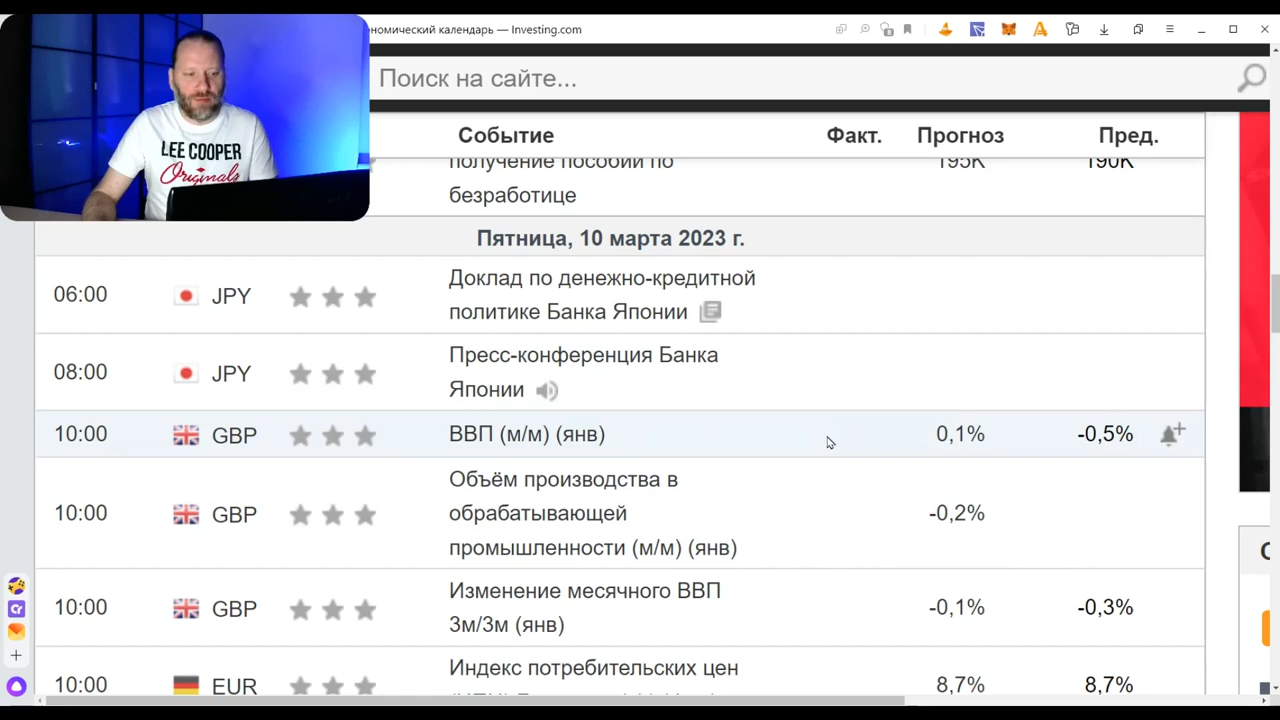 номический календарь — Investing.com
Поиск на сайте...
LEE COOPER
Originals
Событие Факт. Прогноз Пред.
получение пособий по 195K 190K
безработице
Пятница, 10 марта 2023 г.
06:00 JPY Доклад по денежно-кредитной
политике Банка Японии
08:00 JPY Пресс-конференция Банка
Японии
10:00 GBP ВВП (м/м) (янв) 0,1% -0,5%
10:00 GBP Объём производства в
обрабатывающей -0,2%
промышленности (м/м) (янв)
10:00 GBP Изменение месячного ВВП -0,1% -0,3%
3м/3м (янв)
10:00 EUR Индекс потребительских цен 8,7% 8,7%